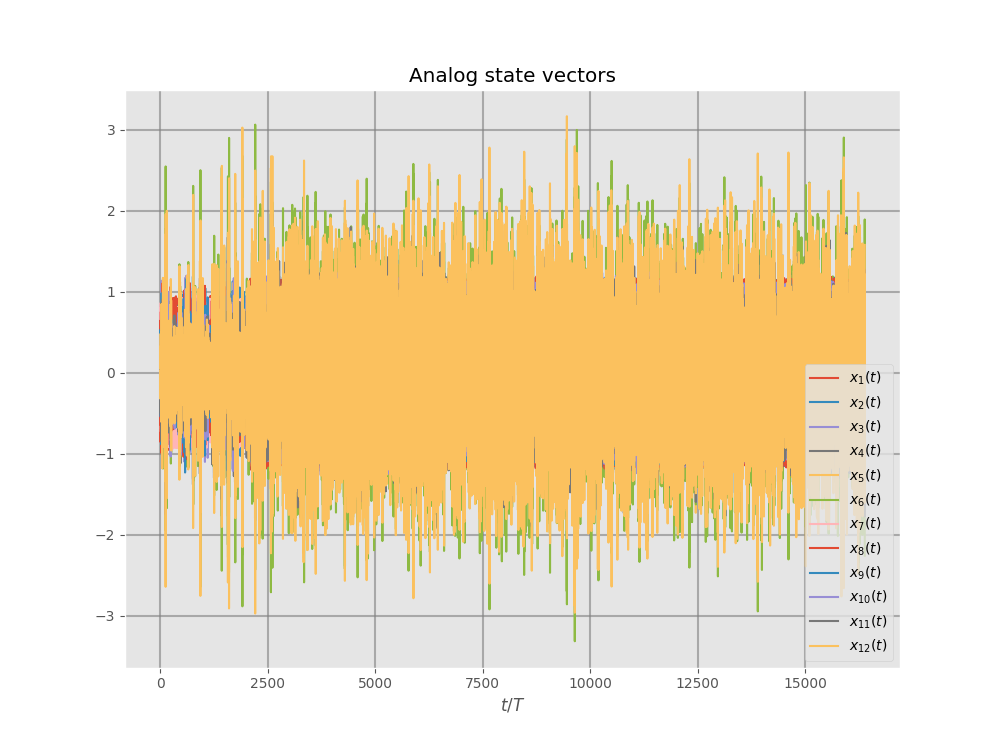 Analog state vectors
3
2
1
0
−1
−2
−3
0 2500 5000 7500 10000 12500 15000
t/T
x₁(t)
x₂(t)
x₃(t)
x₄(t)
x₅(t)
x₆(t)
x₇(t)
x₈(t)
x₉(t)
x₁₀(t)
x₁₁(t)
x₁₂(t)